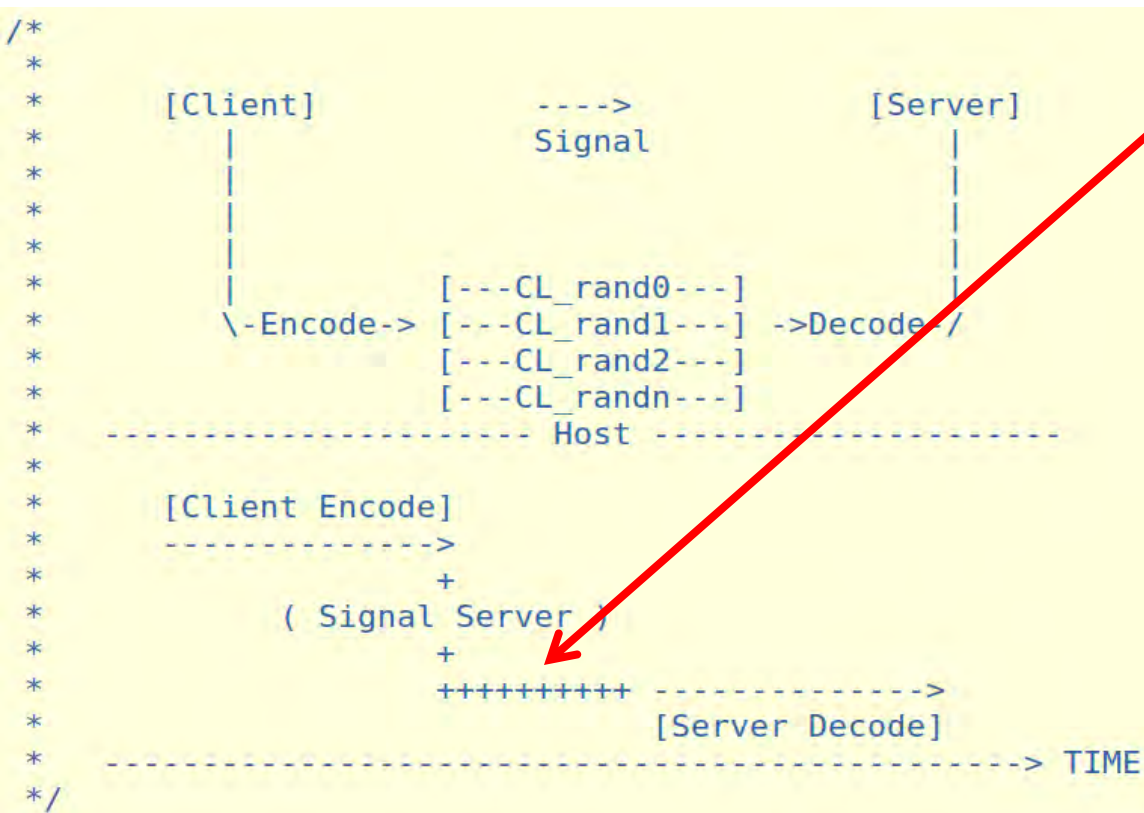 /*
 *
 *       [Client]           ---->            [Server]
 *          |               Signal               |
 *          |                                    |
 *          |                                    |
 *          |                                    |
 *          |          [---CL_rand0---]          |
 *          \-Encode-> [---CL_rand1---] ->Decode-/
 *                     [---CL_rand2---]
 *                     [---CL_randn---]
 *    ---------------------- Host ---------------------
 *
 *       [Client Encode]
 *       -------------->
 *                     +
 *             ( Signal Server )
 *                     +
 *                     ++++++++++ -------------->
 *                                [Server Decode]
 *    -----------------------------------------------> TIME
 */